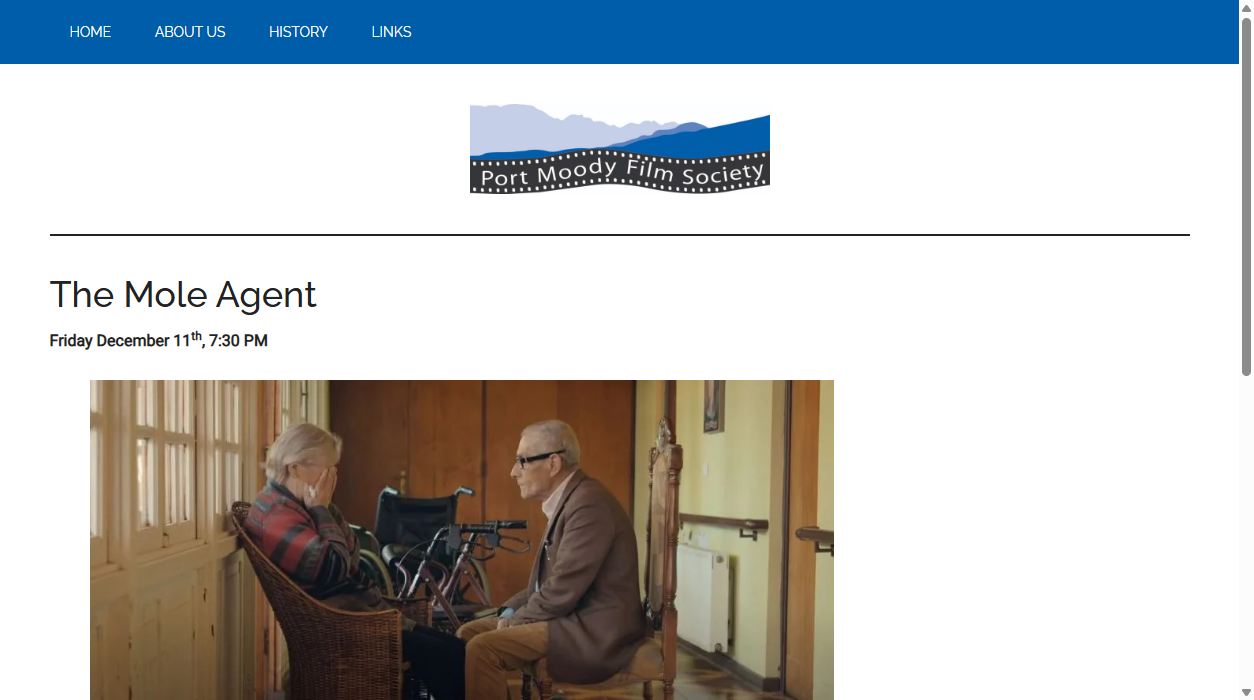 HOME ABOUT US HISTORY LINKS
Port Moody Film Society
The Mole Agent
Friday December 11th, 7:30 PM